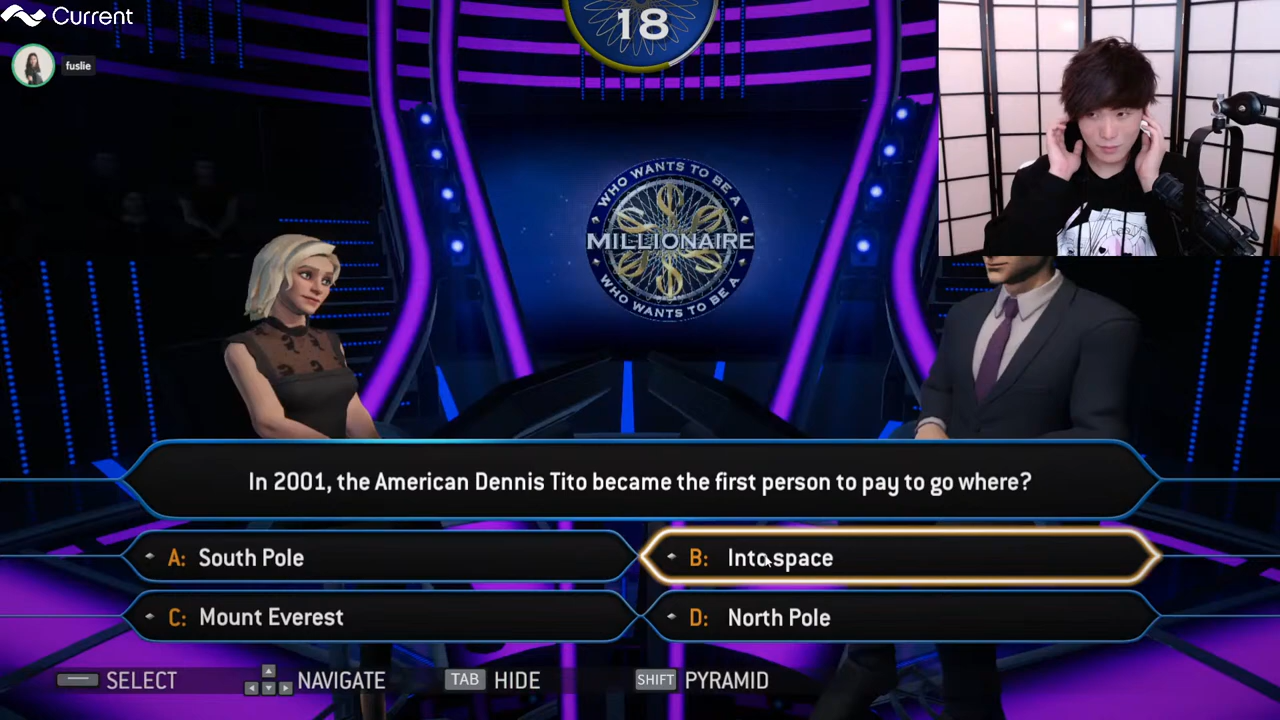 Current
18
fuslie
WHO WANTS TO BE A
MILLIONAIRE
WHO WANTS TO BE A
In 2001, the American Dennis Tito became the first person to pay to go where?
A: South Pole
B: Into space
C: Mount Everest
D: North Pole
SELECT NAVIGATE TAB HIDE SHIFT PYRAMID